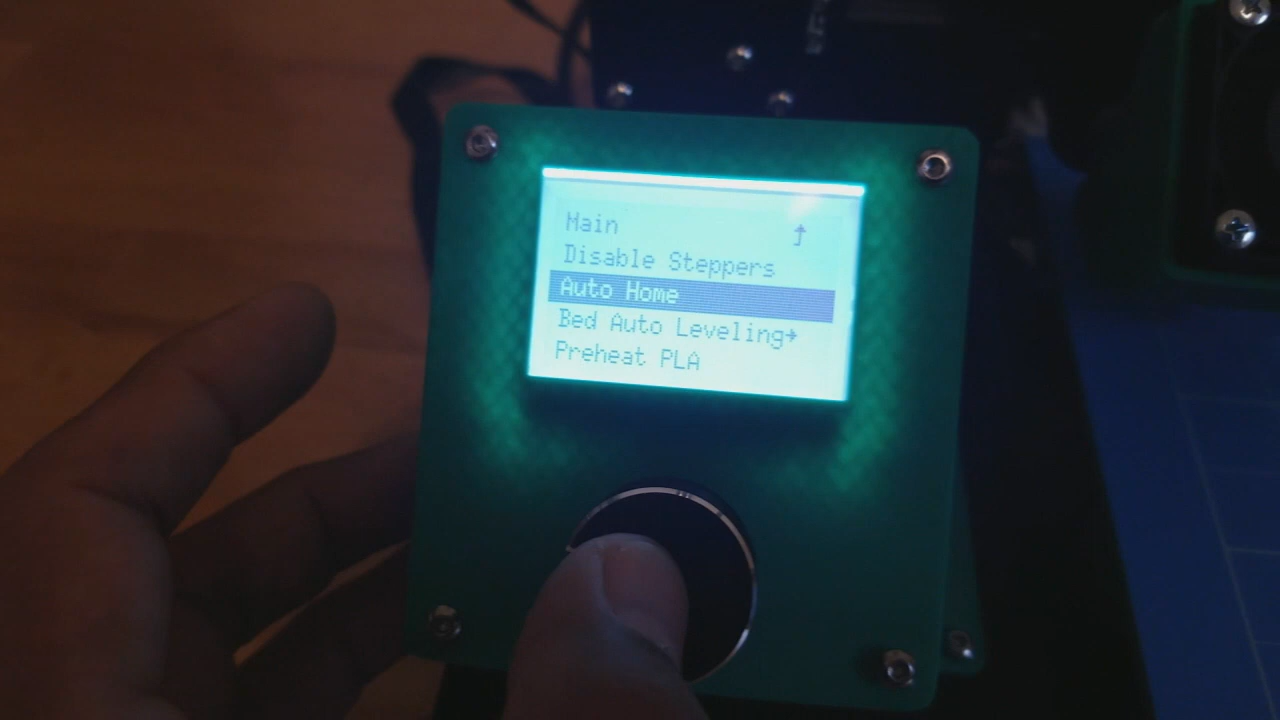 Main
Disable Steppers
Auto Home
Bed Auto Leveling
Preheat PLA